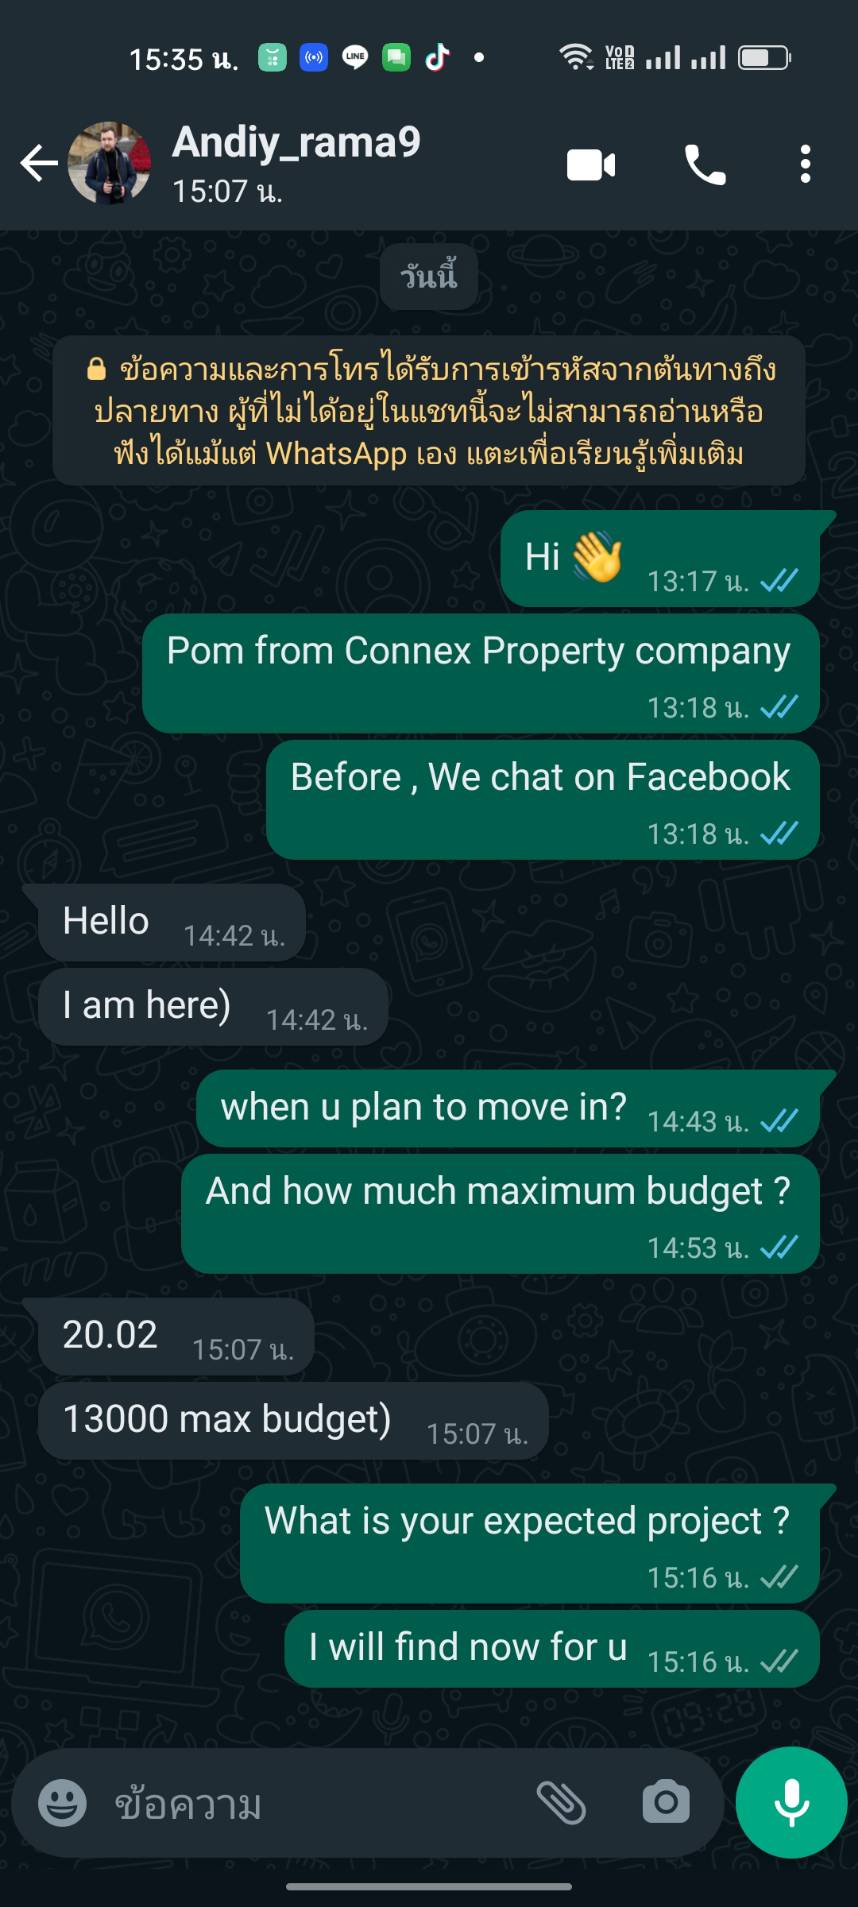 15:35 น.
LINE
VoD
LTE2
Andiy_rama9
15:07 น.
วันนี้
ข้อความและการโทรได้รับการเข้ารหัสจากต้นทางถึง
ปลายทาง ผู้ที่ไม่ได้อยู่ในแชทนี้จะไม่สามารถอ่านหรือ
ฟังได้แม้แต่ WhatsApp เอง แตะเพื่อเรียนรู้เพิ่มเติม
Hi 👋 13:17 น.
Pom from Connex Property company
13:18 น.
Before , We chat on Facebook
13:18 น.
Hello 14:42 น.
I am here) 14:42 น.
when u plan to move in? 14:43 น.
And how much maximum budget ?
14:53 น.
20.02 15:07 น.
13000 max budget) 15:07 น.
What is your expected project ?
15:16 น.
I will find now for u 15:16 น.
09:28
ข้อความ